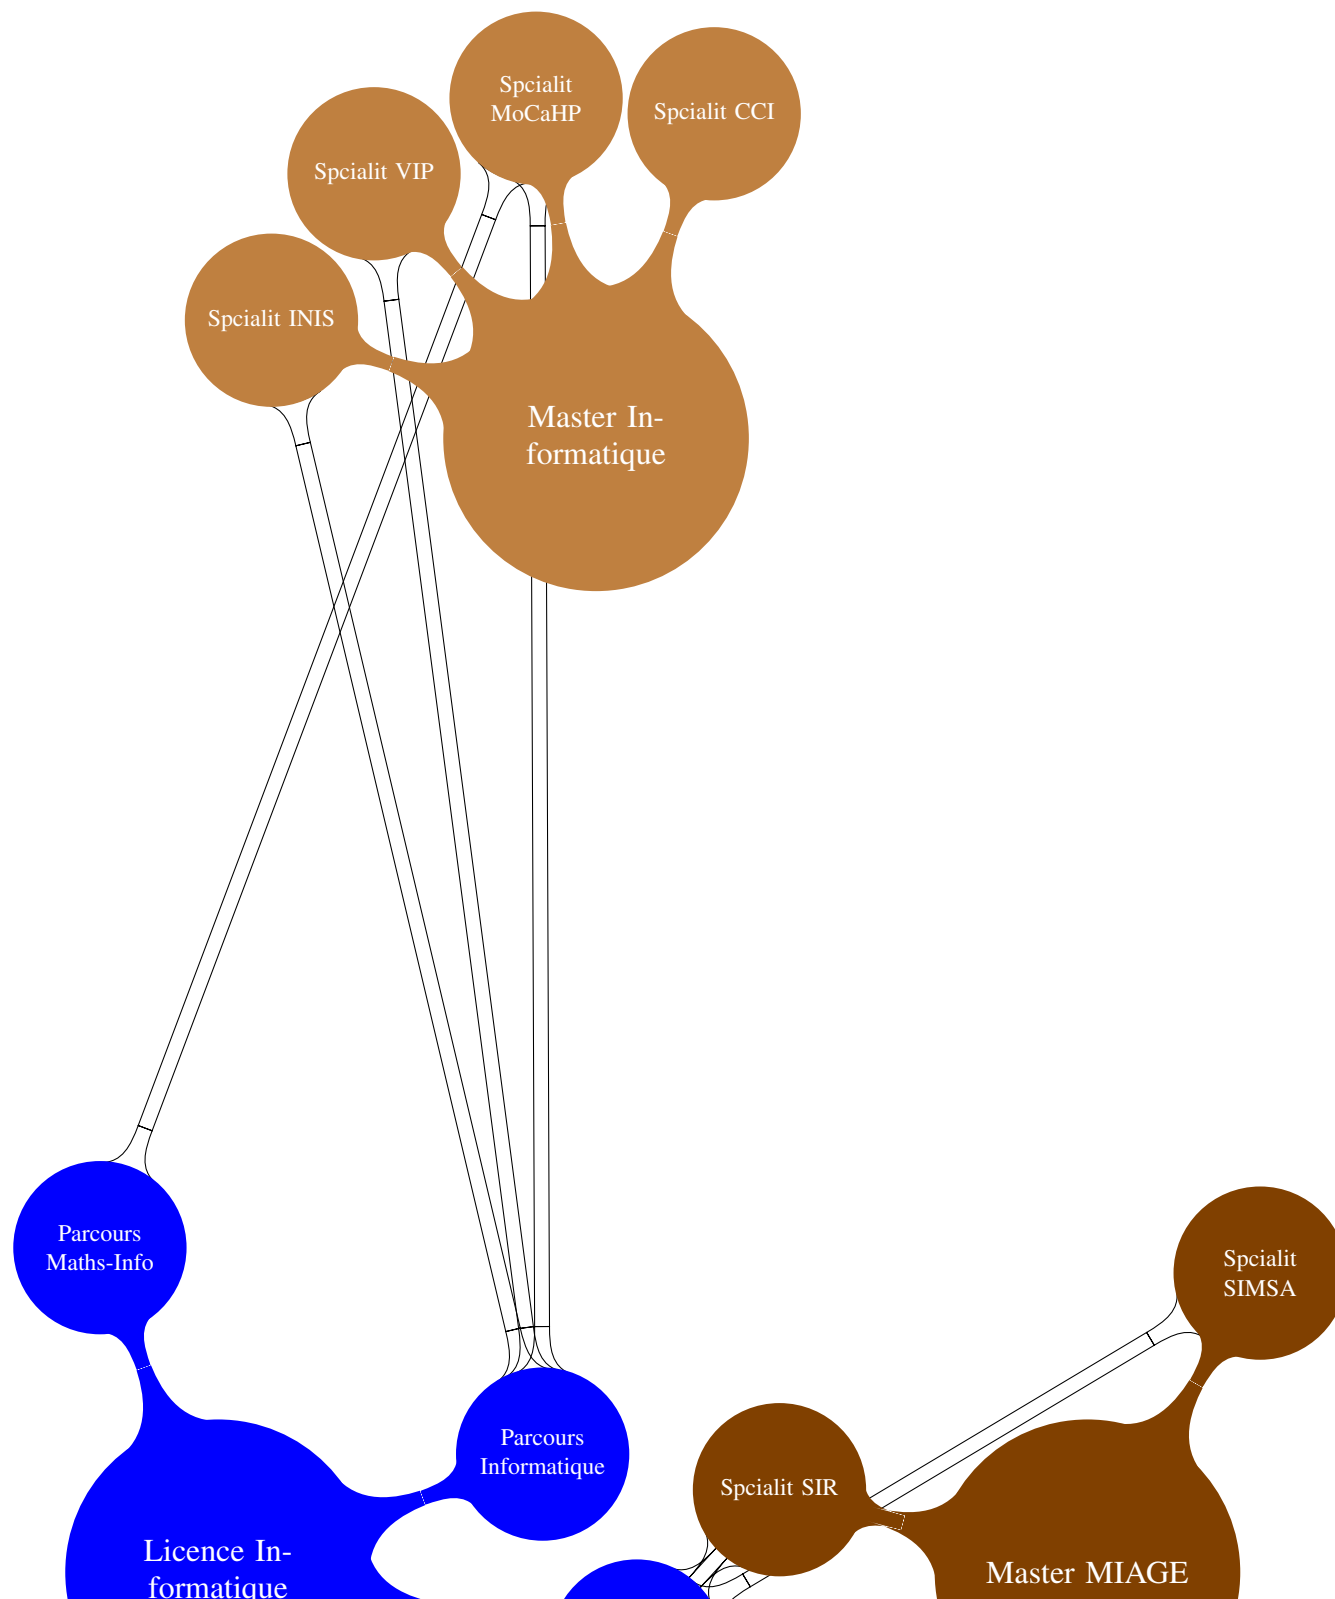 Spcialit
MoCaHP
Spcialit CCI
Spcialit VIP
Spcialit INIS
Master In-
formatique
Parcours
Maths-Info
Spcialit
SIMSA
Parcours
Informatique
Spcialit SIR
Licence In-
formatique
Master MIAGE